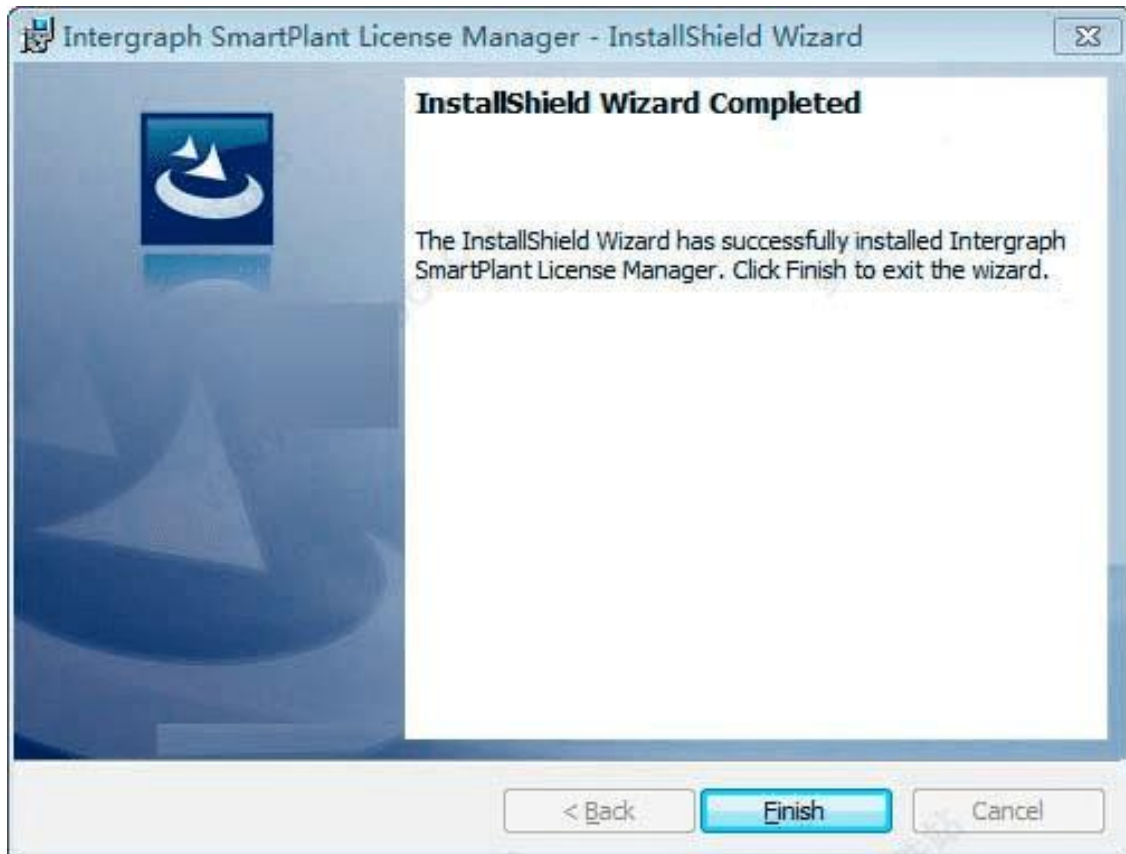 Intergraph SmartPlant License Manager - InstallShield Wizard
InstallShield Wizard Completed
The InstallShield Wizard has successfully installed Intergraph
SmartPlant License Manager. Click Finish to exit the wizard.
< Back
Finish
Cancel